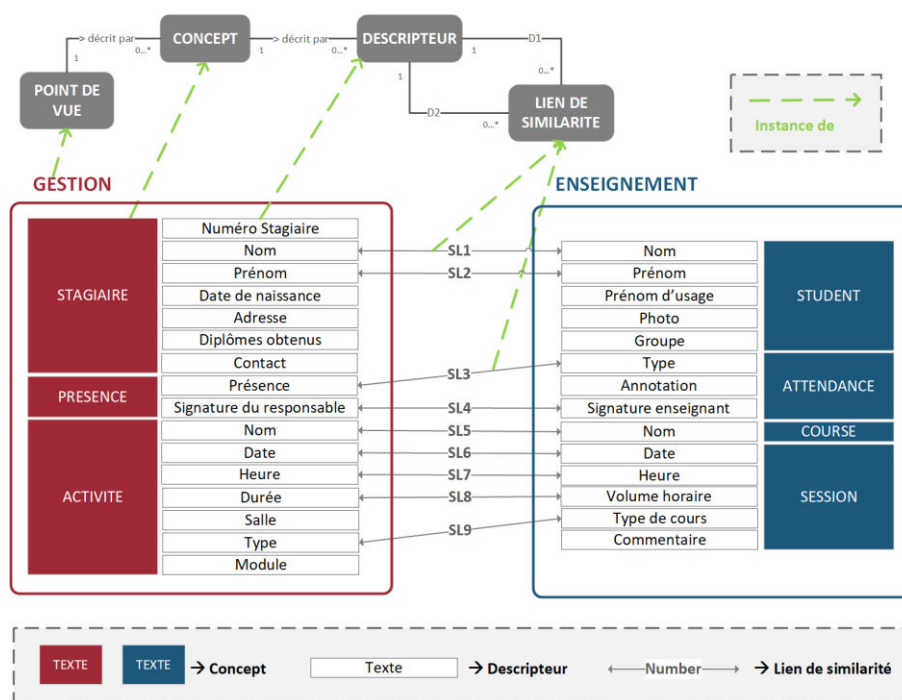 > décrit par
CONCEPT
> décrit par
DESCRIPTEUR
D1
1
0...*
1
0...*
1
0...*
1
D2
0...*
POINT DE
VUE
LIEN DE
SIMILARITE
Instance de
GESTION
ENSEIGNEMENT
STAGIAIRE
Numéro Stagiaire
Nom
Prénom
Date de naissance
Adresse
Diplômes obtenus
Contact
PRESENCE
Présence
Signature du responsable
ACTIVITE
Nom
Date
Heure
Durée
Salle
Type
Module
SL1
SL2
SL3
SL4
SL5
SL6
SL7
SL8
SL9
Nom
Prénom
Prénom d'usage
Photo
Groupe
STUDENT
Type
Annotation
Signature enseignant
ATTENDANCE
Nom
COURSE
Date
Heure
Volume horaire
Type de cours
Commentaire
SESSION
TEXTE
TEXTE
→ Concept
Texte
→ Descripteur
Number
→ Lien de similarité